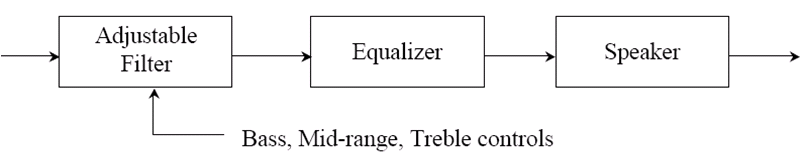 Adjustable
Filter
Equalizer
Speaker
Bass, Mid-range, Treble controls